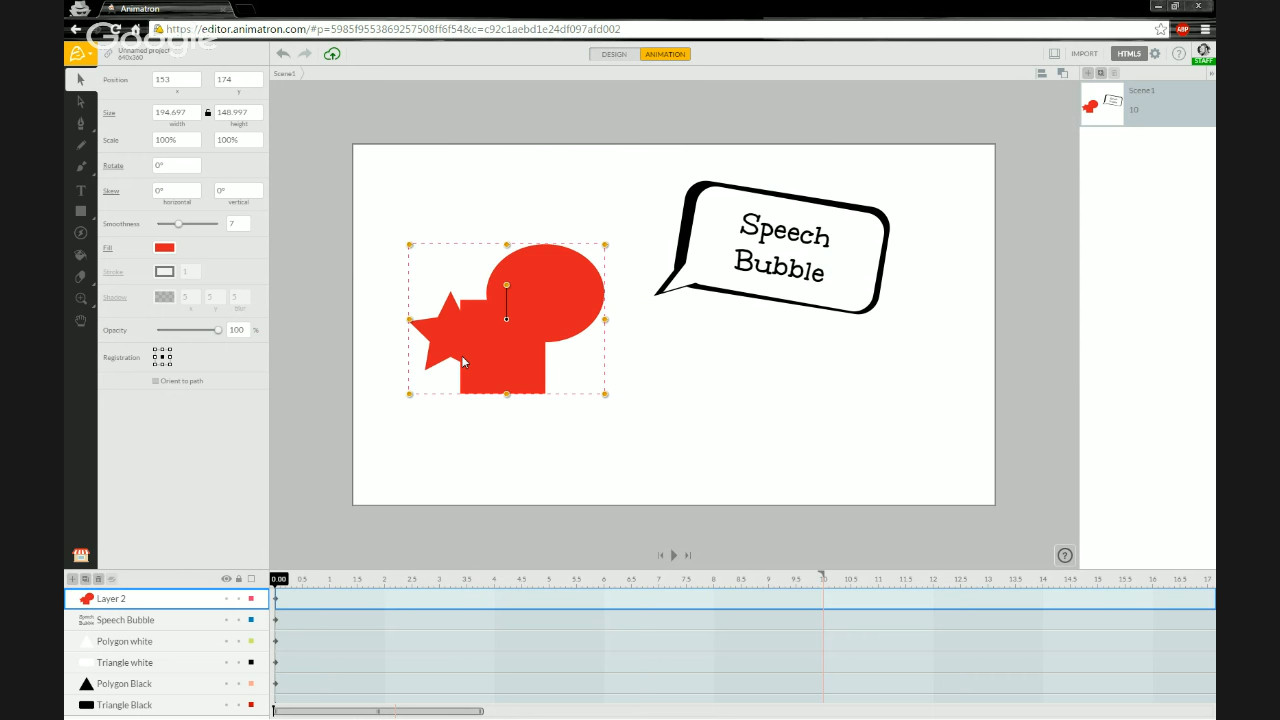 Animatron
https://editor.animatron.com/#p=5985f9553869257508ff6f54&c=c92c1aebd1e24df097afd002
ABP
Google
Unnamed project
640x360
DESIGN
ANIMATION
IMPORT
HTML5
?
STAFF
Scene1
»
Position
153
174
x
y
Size
194.697
148.997
width
height
Scale
100%
100%
Rotate
0°
Skew
0°
0°
horizontal
vertical
Smoothness
7
Fill
Stroke
1
Shadow
5
5
5
x
y
Blur
Opacity
100
%
Registration
Orient to path
T
Speech
Bubble
Scene1
10
?
0.00 0.5 1 1.5 2 2.5 3 3.5 4 4.5 5 5.5 6 6.5 7 7.5 8 8.5 9 9.5 10 10.5 11 11.5 12 12.5 13 13.5 14 14.5 15 15.5 16 16.5 17
Layer 2
Speech Bubble
Speech Bubble
Polygon white
Triangle white
Polygon Black
Triangle Black